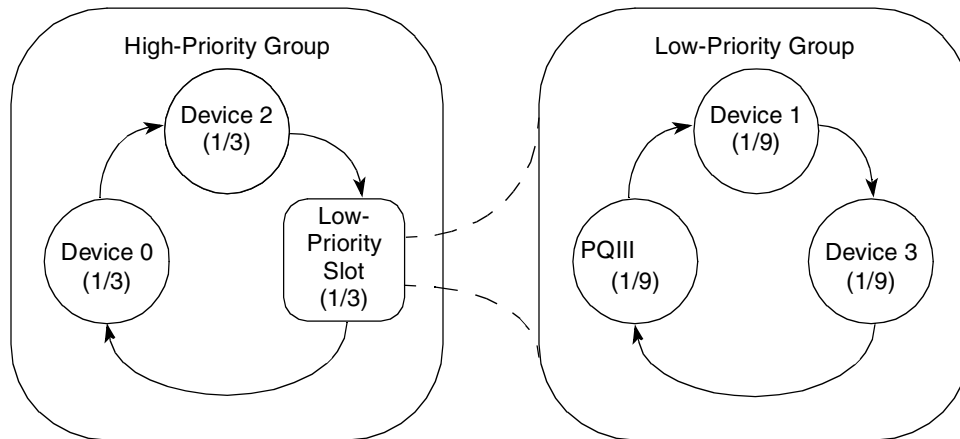 High-Priority Group
Device 2
(1/3)
Device 0
(1/3)
Low-
Priority
Slot
(1/3)
Low-Priority Group
Device 1
(1/9)
PQIII
(1/9)
Device 3
(1/9)